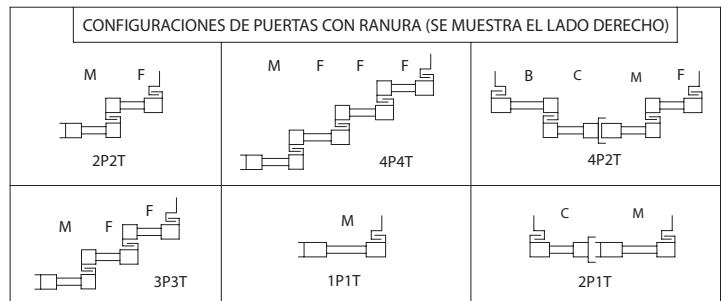 CONFIGURACIONES DE PUERTAS CON RANURA (SE MUESTRA EL LADO DERECHO)
M F
2P2T
M F F F
4P4T
B C M F
4P2T
M F F
3P3T
M
1P1T
C M
2P1T